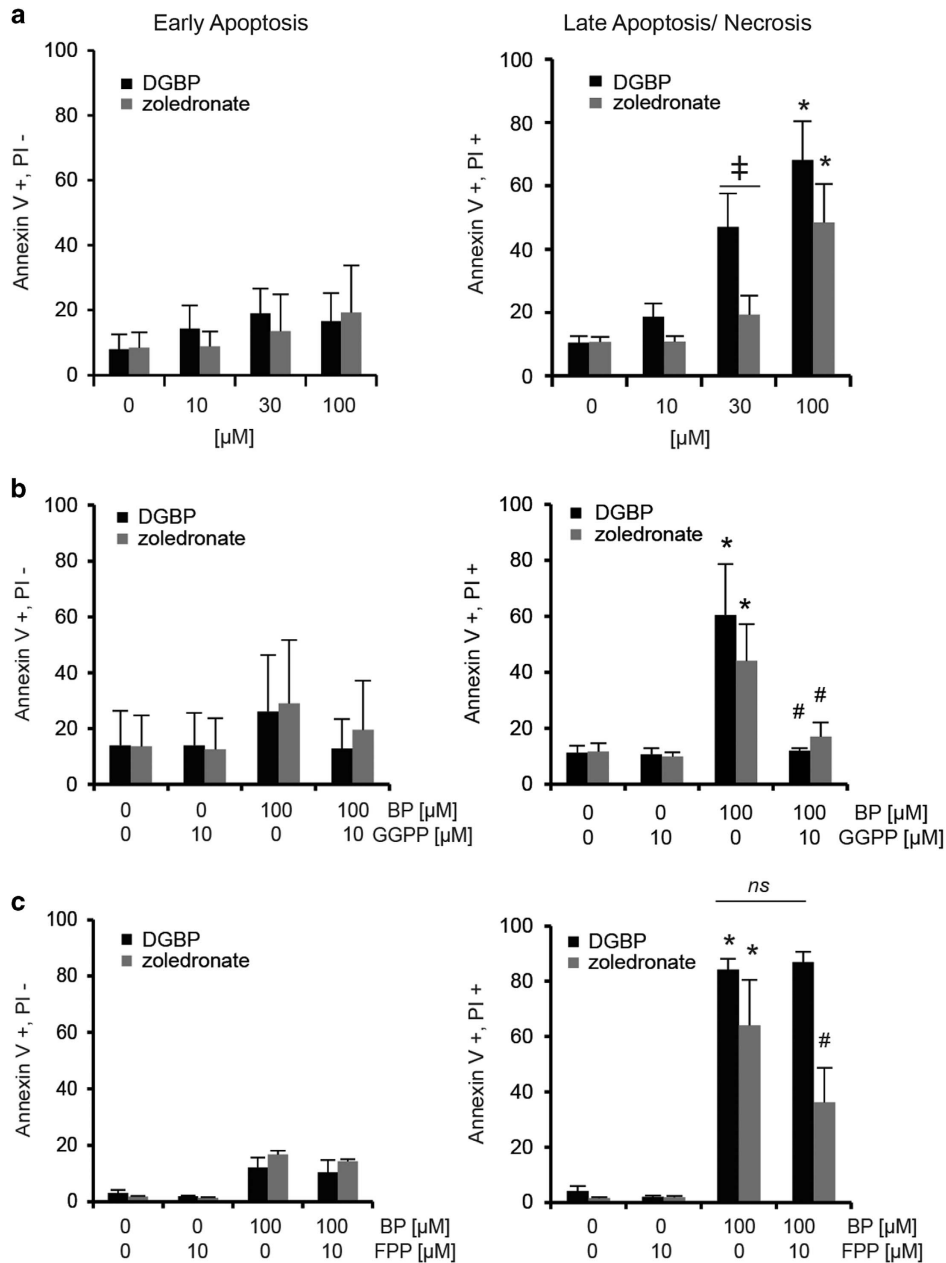 a
Early Apoptosis
Late Apoptosis/ Necrosis
Annexin V +, PI -
100
80
60
40
20
0
DGBP
zoledronate
0 10 30 100
[µM]
Annexin V +, PI +
100
80
60
40
20
0
DGBP
zoledronate
‡
* *
0 10 30 100
[µM]
b
Annexin V +, PI -
100
80
60
40
20
0
DGBP
zoledronate
0 0 100 100 BP [µM]
0 10 0 10 GGPP [µM]
Annexin V +, PI +
100
80
60
40
20
0
DGBP
zoledronate
* *
# #
0 0 100 100 BP [µM]
0 10 0 10 GGPP [µM]
c
Annexin V +, PI -
100
80
60
40
20
0
DGBP
zoledronate
0 0 100 100 BP [µM]
0 10 0 10 FPP [µM]
Annexin V +, PI +
100
80
60
40
20
0
DGBP
zoledronate
ns
* *
#
0 0 100 100 BP [µM]
0 10 0 10 FPP [µM]